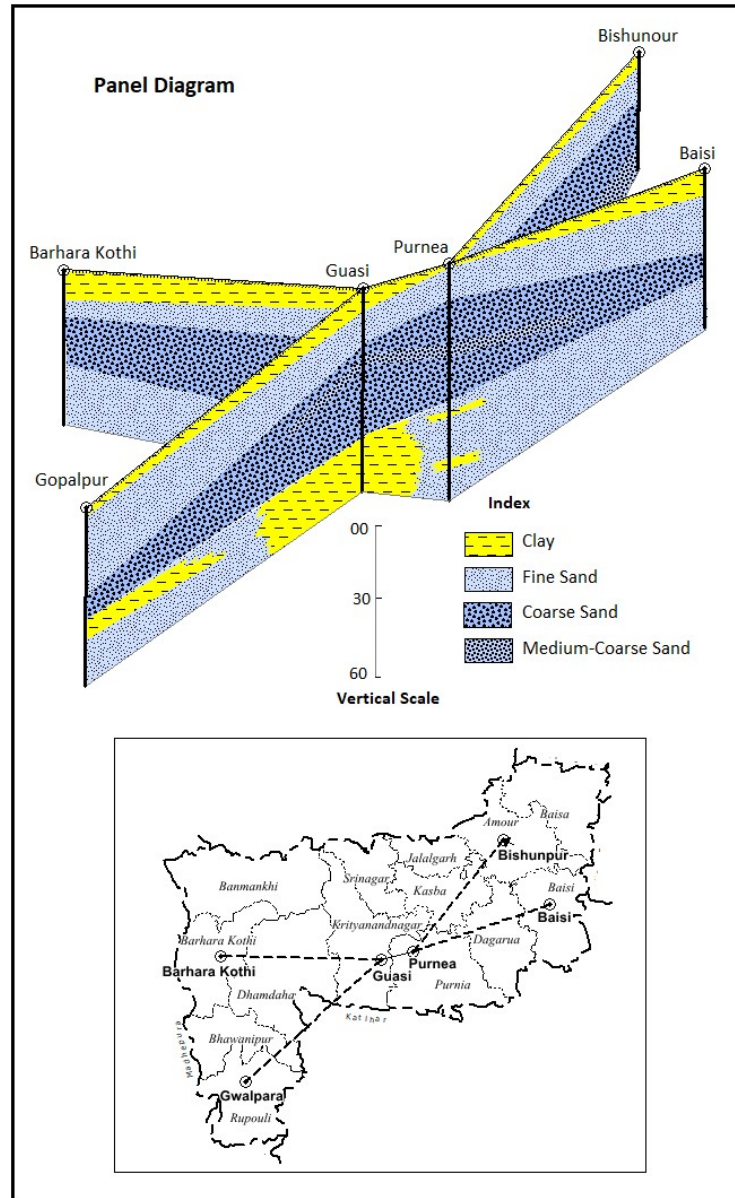 Panel Diagram
Bishunour
Baisi
Purnea
Barhara Kothi
Guasi
Gopalpur
Index
Clay
Fine Sand
Coarse Sand
Medium-Coarse Sand
00
30
60
Vertical Scale
Amour
Baisa
Bishunpur
Jalalgarh
Srinagar
Banmankhi
Kasba
Baisi
Baisi
Krityanandnagar
Barhara Kothi
Barhara Kothi
Dagarua
Purnea
Guasi
Purnia
Dhamdaha
Katihar
Madhepura
Bhawanipur
Gwalpara
Rupouli